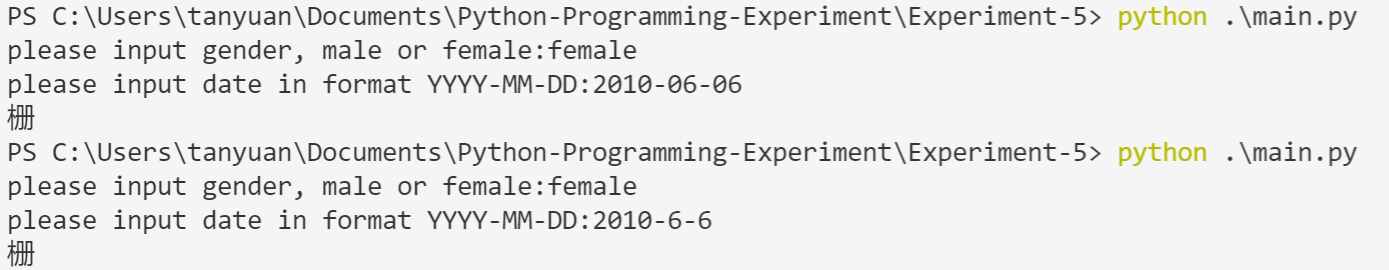 PS C:\Users\tanyuan\Documents\Python-Programming-Experiment\Experiment-5> python .\main.py
please input gender, male or female:female
please input date in format YYYY-MM-DD:2010-06-06
栅
PS C:\Users\tanyuan\Documents\Python-Programming-Experiment\Experiment-5> python .\main.py
please input gender, male or female:female
please input date in format YYYY-MM-DD:2010-6-6
栅